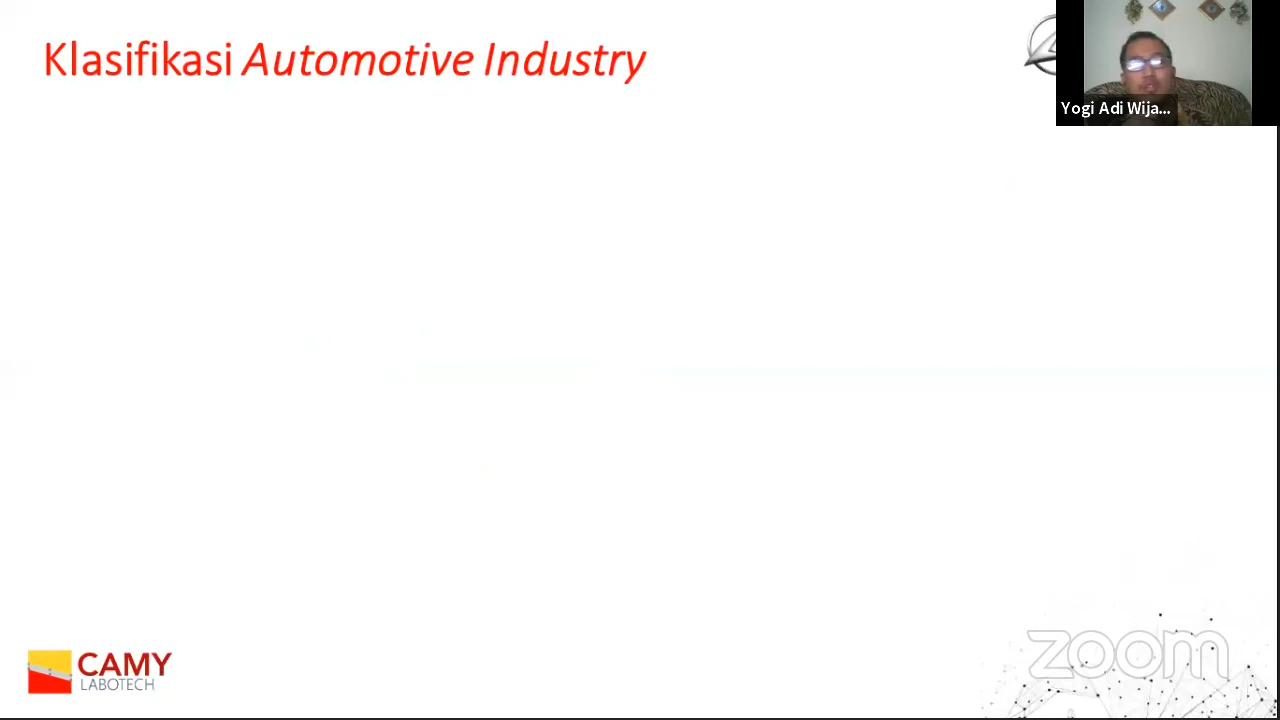 Klasifikasi Automotive Industry
Yogi Adi Wija...
CAMY
LABOTECH
zoom